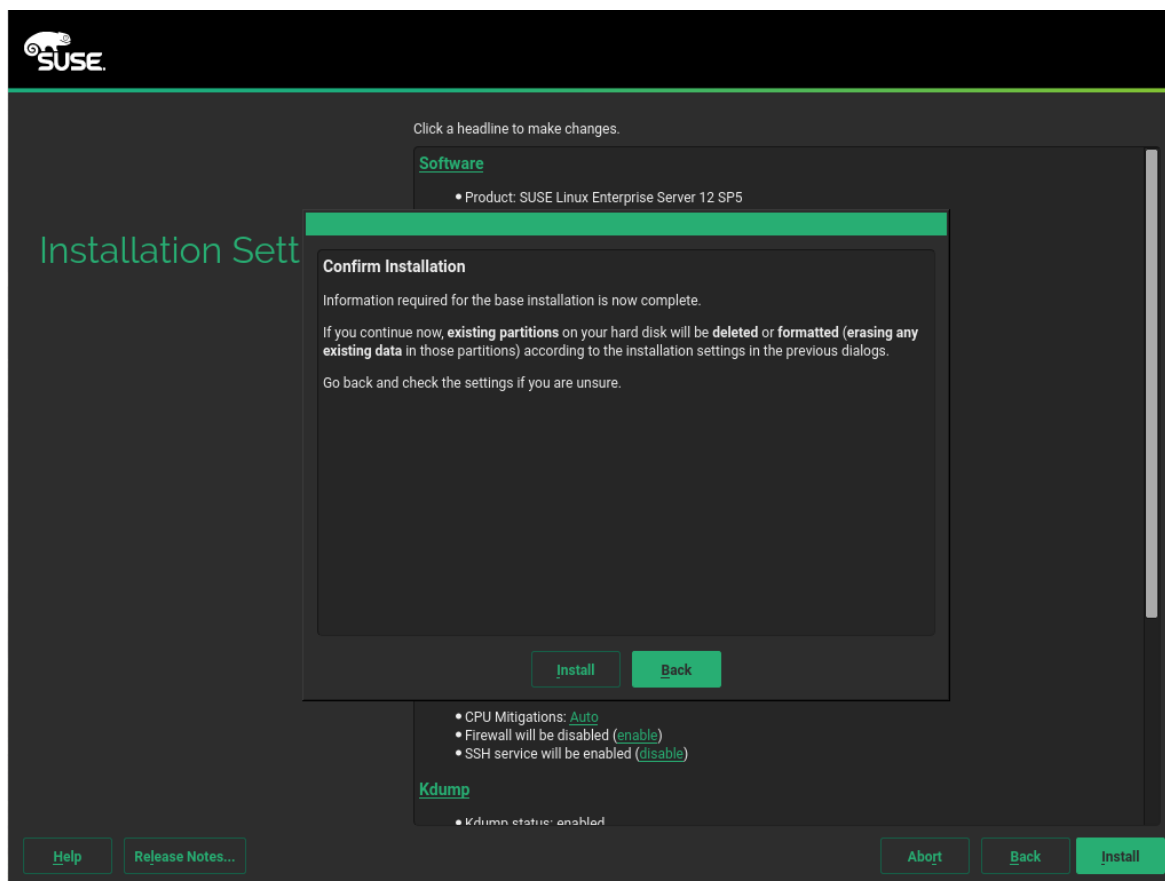 SUSE.
Click a headline to make changes.
Software
• Product: SUSE Linux Enterprise Server 12 SP5
Installation Sett
Confirm Installation
Information required for the base installation is now complete.
If you continue now, existing partitions on your hard disk will be deleted or formatted (erasing any
existing data in those partitions) according to the installation settings in the previous dialogs.
Go back and check the settings if you are unsure.
Install Back
• CPU Mitigations: Auto
• Firewall will be disabled (enable)
• SSH service will be enabled (disable)
Kdump
• Kdump status: enabled
Help Release Notes... Abort Back Install